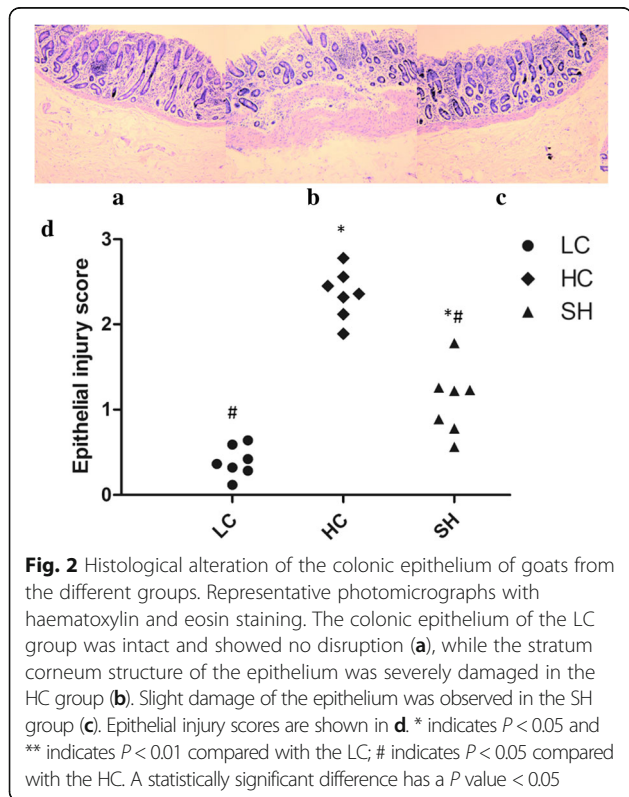 a
b
c
d
*
LC
HC
SH
3
2
1
0
Epithelial injury score
#
*#
LC
HC
SH
Fig. 2 Histological alteration of the colonic epithelium of goats from
the different groups. Representative photomicrographs with
haematoxylin and eosin staining. The colonic epithelium of the LC
group was intact and showed no disruption (a), while the stratum
corneum structure of the epithelium was severely damaged in the
HC group (b). Slight damage of the epithelium was observed in the SH
group (c). Epithelial injury scores are shown in d. * indicates P < 0.05 and
** indicates P < 0.01 compared with the LC; # indicates P < 0.05 compared
with the HC. A statistically significant difference has a P value < 0.05